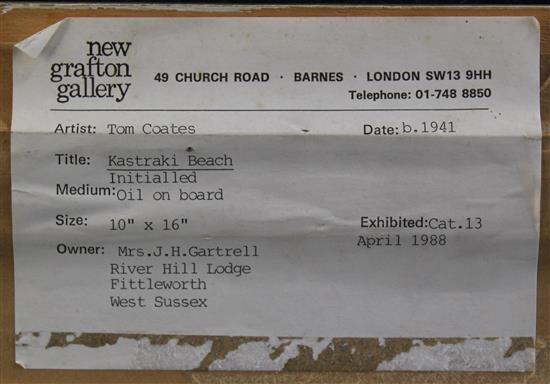 new
grafton
gallery
49 CHURCH ROAD · BARNES · LONDON SW13 9HH
Telephone: 01-748 8850
Artist: Tom Coates Date: b.1941
Title: Kastraki Beach
Initialled
Medium: Oil on board
Size: 10" x 16" Exhibited: Cat.13
April 1988
Owner: Mrs.J.H.Gartrell
River Hill Lodge
Fittleworth
West Sussex